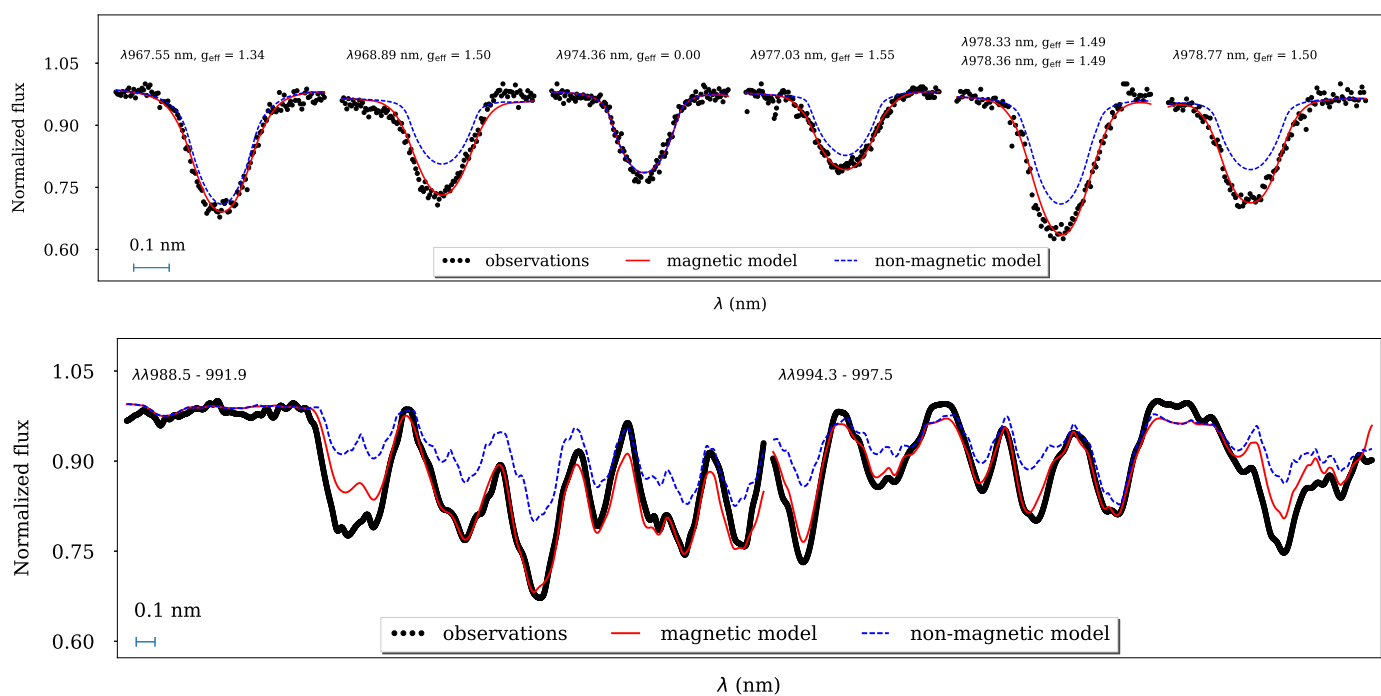 λ967.55 nm, g_eff = 1.34
λ968.89 nm, g_eff = 1.50
λ974.36 nm, g_eff = 0.00
λ977.03 nm, g_eff = 1.55
λ978.33 nm, g_eff = 1.49
λ978.36 nm, g_eff = 1.49
λ978.77 nm, g_eff = 1.50
1.05
0.90
0.75
0.60
Normalized flux
0.1 nm
observations
magnetic model
non-magnetic model
λ (nm)
λλ988.5 - 991.9
λλ994.3 - 997.5
1.05
0.90
0.75
0.60
Normalized flux
0.1 nm
observations
magnetic model
non-magnetic model
λ (nm)